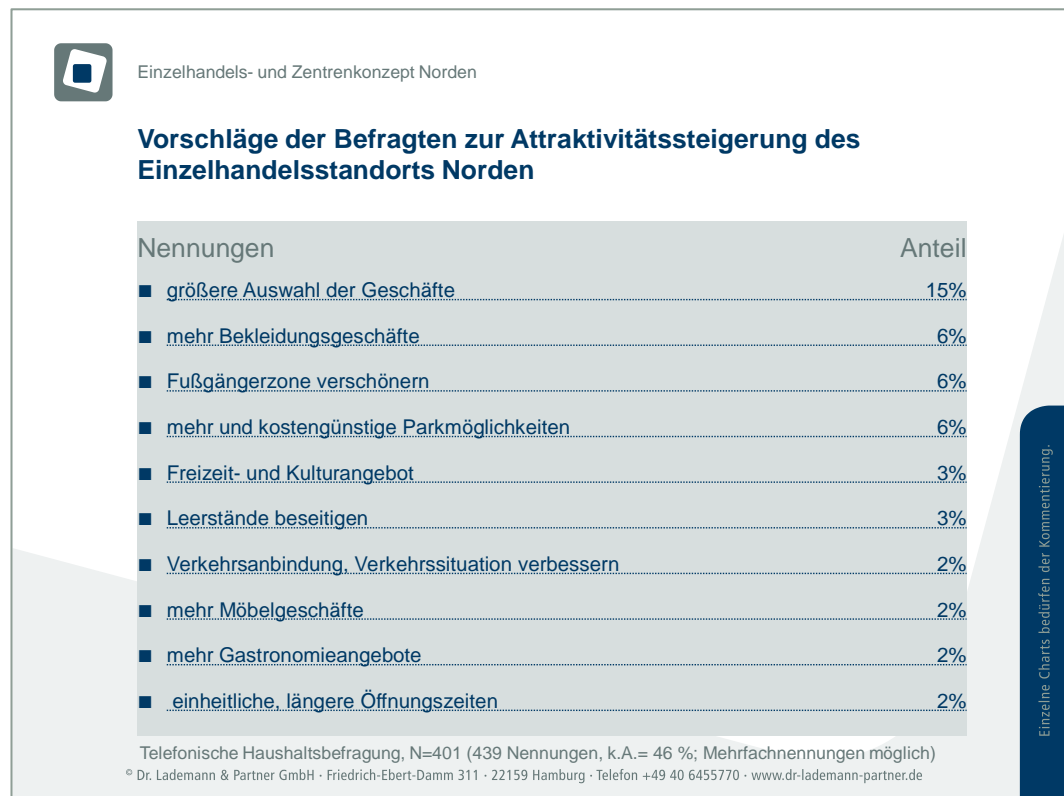 Einzelhandels- und Zentrenkonzept Norden
Vorschläge der Befragten zur Attraktivitätssteigerung des
Einzelhandelsstandorts Norden
Nennungen Anteil
größere Auswahl der Geschäfte 15%
mehr Bekleidungsgeschäfte 6%
Fußgängerzone verschönern 6%
mehr und kostengünstige Parkmöglichkeiten 6%
Freizeit- und Kulturangebot 3%
Leerstände beseitigen 3%
Verkehrsanbindung, Verkehrssituation verbessern 2%
mehr Möbelgeschäfte 2%
mehr Gastronomieangebote 2%
einheitliche, längere Öffnungszeiten 2%
Telefonische Haushaltsbefragung, N=401 (439 Nennungen, k.A.= 46 %; Mehrfachnennungen möglich)
© Dr. Lademann & Partner GmbH · Friedrich-Ebert-Damm 311 · 22159 Hamburg · Telefon +49 40 6455770 · www.dr-lademann-partner.de
Einzelne Charts bedürfen der Kommentierung.